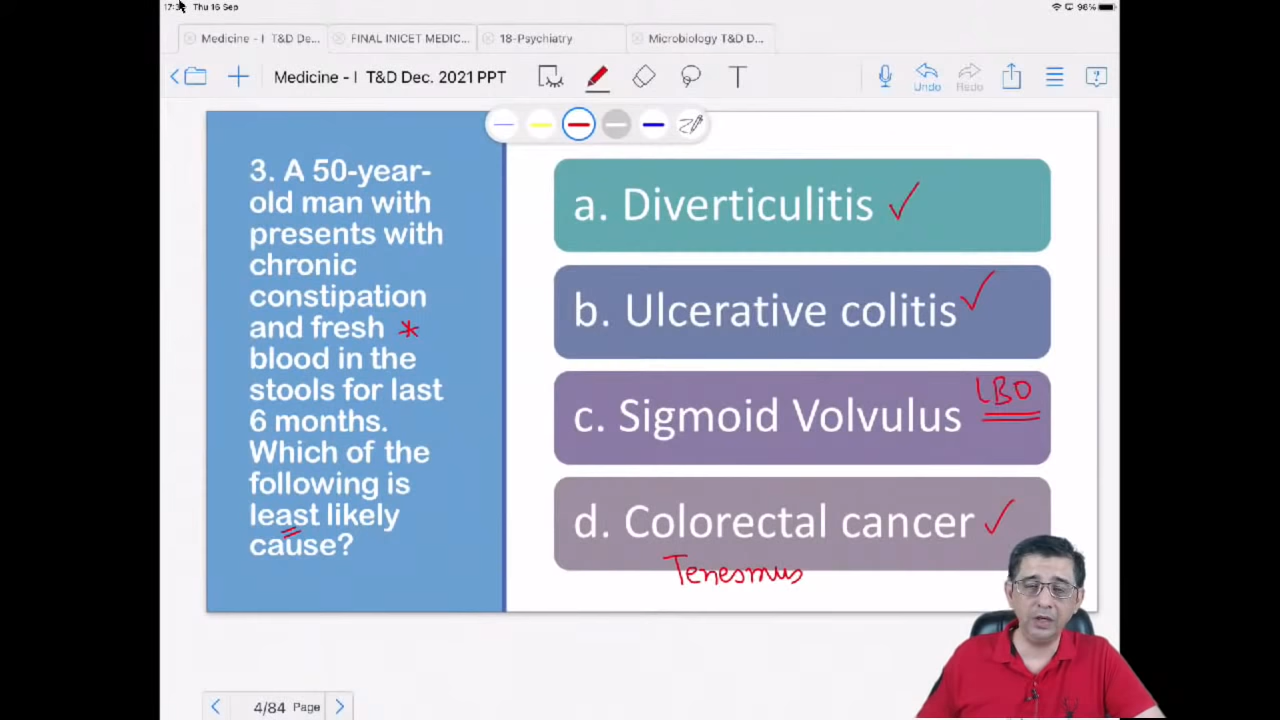 Thu 16 Sep
98%
Medicine - I T&D De...
FINAL INICET MEDIC...
18-Psychiatry
Microbiology T&D D...
Medicine - I T&D Dec. 2021 PPT
T
Undo
Redo
3. A 50-year-
old man with
presents with
chronic
constipation
and fresh *
blood in the
stools for last
6 months.
Which of the
following is
least likely
cause?
a. Diverticulitis
b. Ulcerative colitis
c. Sigmoid Volvulus
LBO
d. Colorectal cancer
Tenesmus
4/84 Page